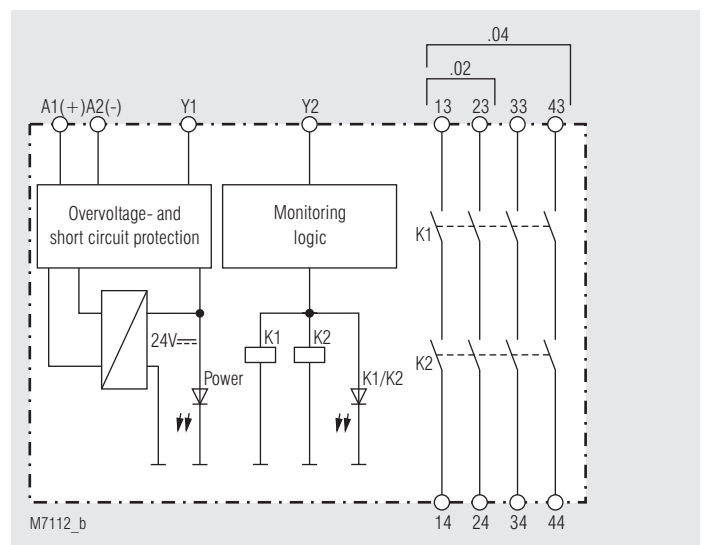 .04
.02
A1(+)A2(-) Y1 Y2 13 23 33 43
Overvoltage- and
short circuit protection
Monitoring
logic
K1
24V
K1 K2
K2
Power
K1/K2
M7112_b
14 24 34 44